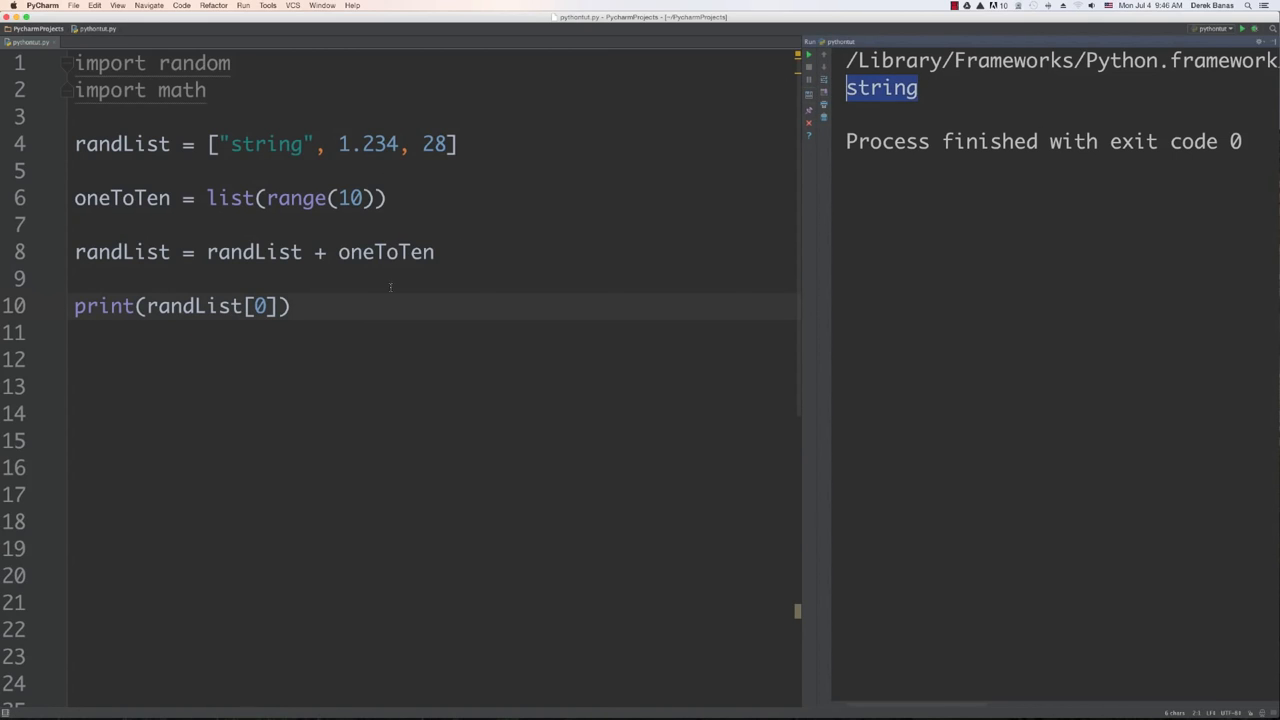 PyCharm File Edit View Navigate Code Refactor Run Tools VCS Window Help
10 Mon Jul 4 9:46 AM Derek Banas
pythontut.py - PycharmProjects - [~/PycharmProjects]
PycharmProjects pythontut.py
pythontut
pythontut.py
Run pythontut
1 import random
2 import math
3
4 randList = ["string", 1.234, 28]
5
6 oneToTen = list(range(10))
7
8 randList = randList + oneToTen
9
10 print(randList[0])
11
12
13
14
15
16
17
18
19
20
21
22
23
24
/Library/Frameworks/Python.framework
string
Process finished with exit code 0
6 chars 2:1 LF÷ UTF-8÷